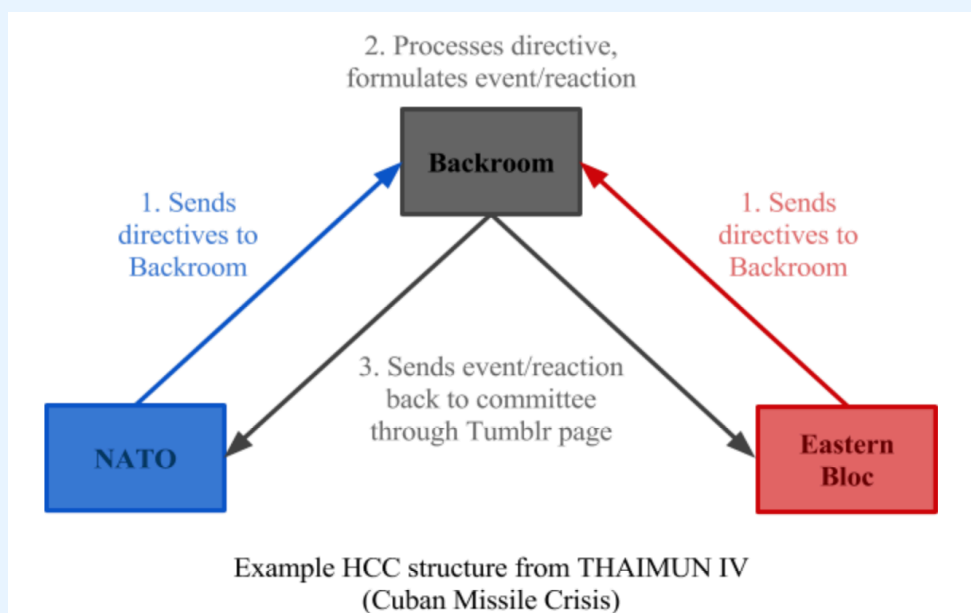 2. Processes directive,
formulates event/reaction
Backroom
1. Sends
directives to
Backroom
1. Sends
directives to
Backroom
3. Sends event/reaction
back to committee
through Tumblr page
NATO
Eastern
Bloc
Example HCC structure from THAIMUN IV
(Cuban Missile Crisis)